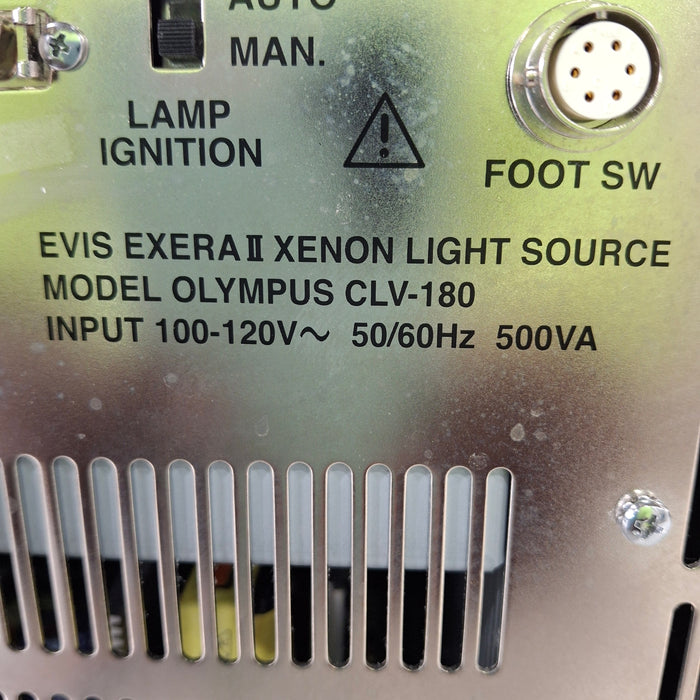 AUTO
MAN.
LAMP
IGNITION
FOOT SW
EVIS EXERA II XENON LIGHT SOURCE
MODEL OLYMPUS CLV-180
INPUT 100-120V～ 50/60Hz 500VA